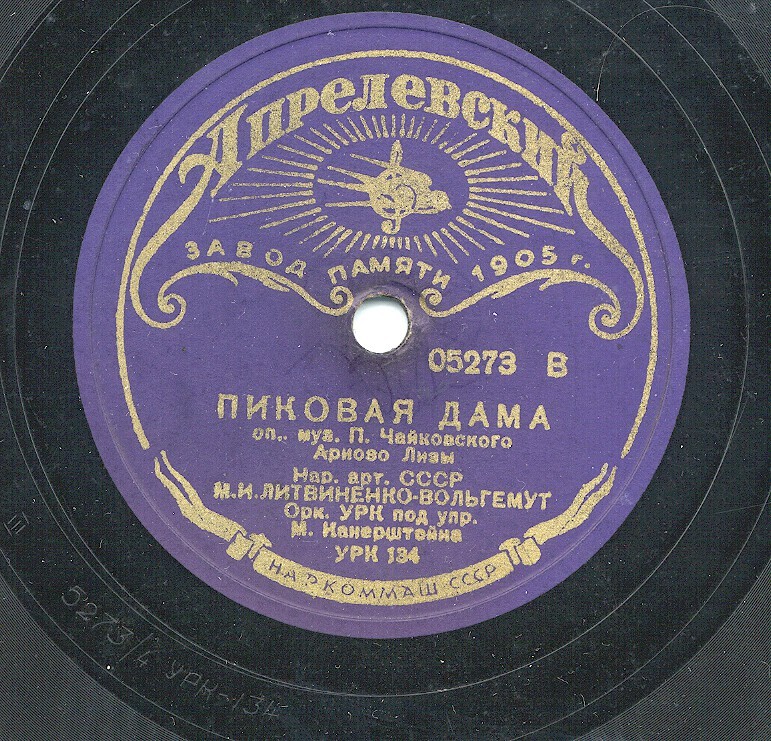 Апрелевский
ЗАВОД ПАМЯТИ 1905 г.
05273 В
ПИКОВАЯ ДАМА
оп., муз. П. Чайковского
Ариозо Лизы
Нар. арт. СССР
М.И.ЛИТВИНЕНКО-ВОЛЬГЕМУТ
Орк. УРК под упр.
М. Канерштейна
УРК 134
НАРКОММАШ СССР
III
5273/4 УРК-134